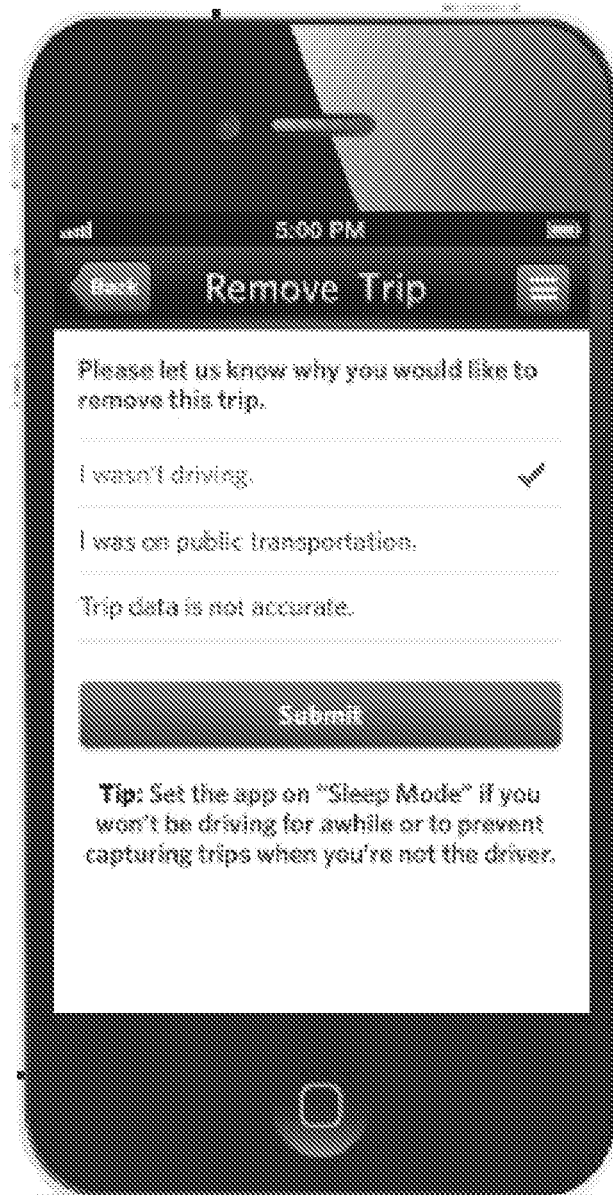 5:00 PM
Back
Remove Trip
Please let us know why you would like to
remove this trip.
I wasn't driving.
I was on public transportation.
Trip data is not accurate.
Submit
Tip: Set the app on "Sleep Mode" if you
won't be driving for awhile or to prevent
capturing trips when you're not the driver.